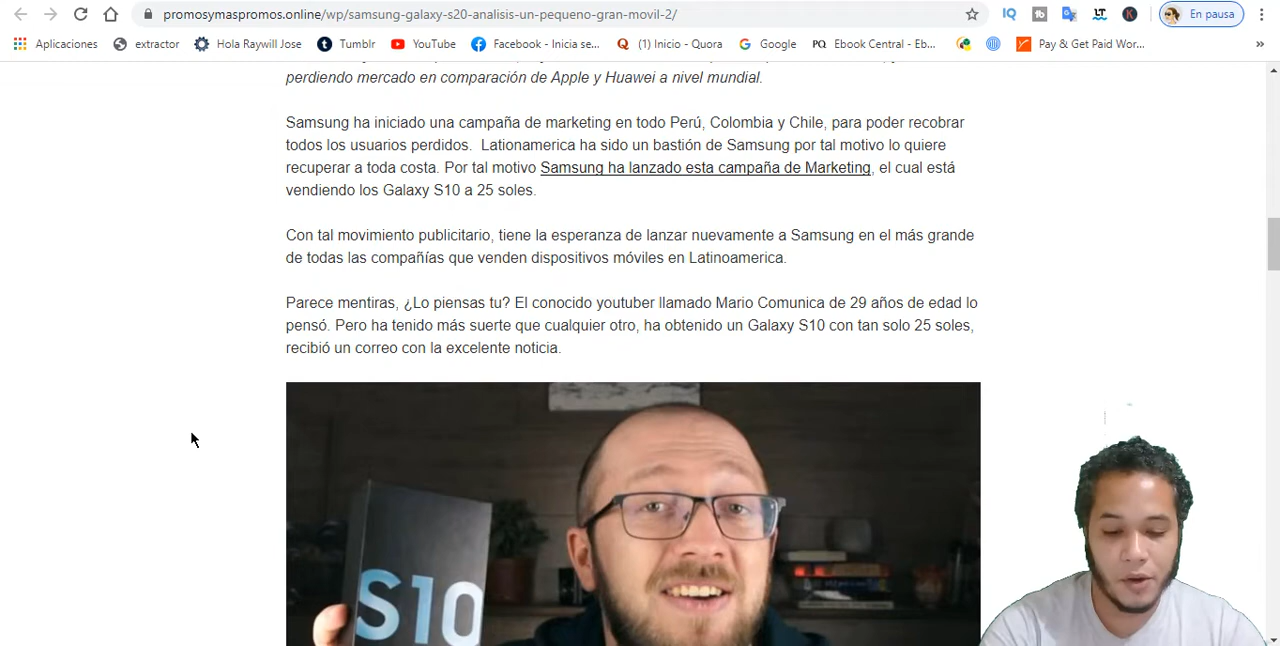 promosymaspromos.online/wp/samsung-galaxy-s20-analisis-un-pequeno-gran-movil-2/
En pausa
Aplicaciones extractor Hola Raywill Jose Tumblr YouTube Facebook - Inicia se... (1) Inicio - Quora Google Ebook Central - Eb... Pay & Get Paid Wor... »
perdiendo mercado en comparación de Apple y Huawei a nivel mundial.
Samsung ha iniciado una campaña de marketing en todo Perú, Colombia y Chile, para poder recobrar
todos los usuarios perdidos. Lationamerica ha sido un bastión de Samsung por tal motivo lo quiere
recuperar a toda costa. Por tal motivo Samsung ha lanzado esta campaña de Marketing, el cual está
vendiendo los Galaxy S10 a 25 soles.
Con tal movimiento publicitario, tiene la esperanza de lanzar nuevamente a Samsung en el más grande
de todas las compañías que venden dispositivos móviles en Latinoamerica.
Parece mentiras, ¿Lo piensas tu? El conocido youtuber llamado Mario Comunica de 29 años de edad lo
pensó. Pero ha tenido más suerte que cualquier otro, ha obtenido un Galaxy S10 con tan solo 25 soles,
recibió un correo con la excelente noticia.
S10